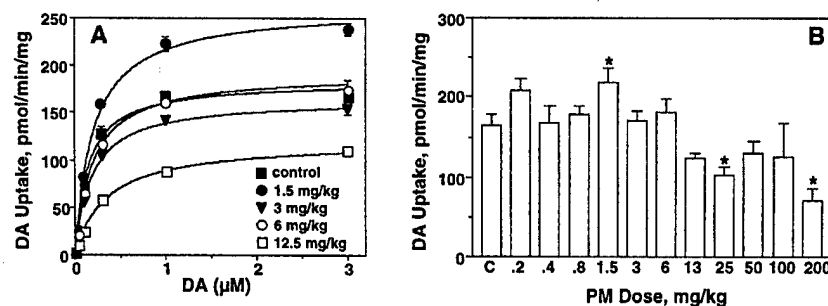 A
DA Uptake, pmol/min/mg
250
200
150
100
50
0
0
1
3
DA (µM)
control
1.5 mg/kg
3 mg/kg
6 mg/kg
12.5 mg/kg
B
DA Uptake, pmol/min/mg
300
200
100
0
*
*
*
C .2 .4 .8 1.5 3 6 13 25 50 100 200
PM Dose, mg/kg